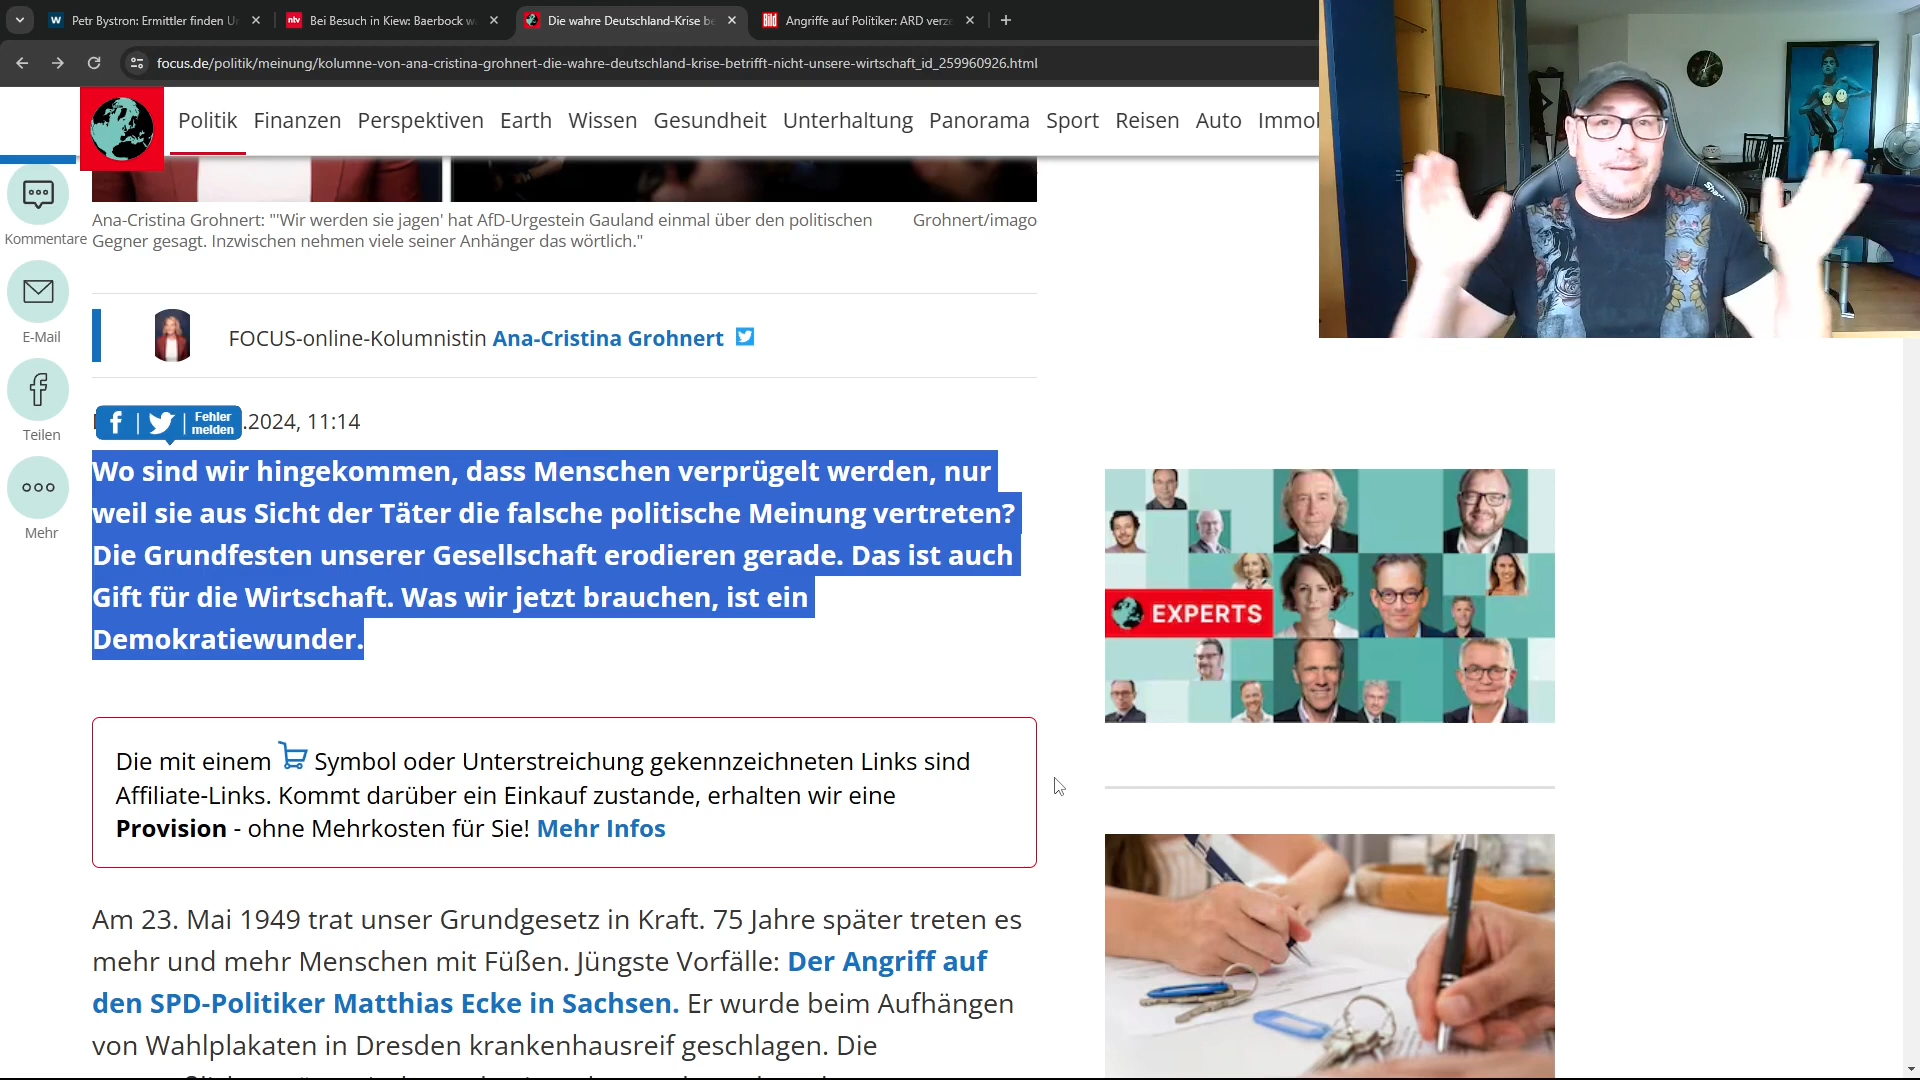 Petr Bystron: Ermittler finden
Bei Besuch in Kiew: Baerbock
Die wahre Deutschland-Krise
Angriffe auf Politiker: ARD
focus.de/politik/meinung/kolumne-von-ana-cristina-grohnert-die-wahre-deutschland-krise-betrifft-nicht-unsere-wirtschaft_id_259960926.html
Politik Finanzen Perspektiven Earth Wissen Gesundheit Unterhaltung Panorama Sport Reisen Auto
Kommentare
E-Mail
Teilen
Mehr
Ana-Cristina Grohnert: "'Wir werden sie jagen' hat AfD-Urgestein Gauland einmal über den politischen
Gegner gesagt. Inzwischen nehmen viele seiner Anhänger das wörtlich."
Grohnert/imago
FOCUS-online-Kolumnistin Ana-Cristina Grohnert
Fehler
melden
.2024, 11:14
Wo sind wir hingekommen, dass Menschen verprügelt werden, nur
weil sie aus Sicht der Täter die falsche politische Meinung vertreten?
Die Grundfesten unserer Gesellschaft erodieren gerade. Das ist auch
Gift für die Wirtschaft. Was wir jetzt brauchen, ist ein
Demokratiewunder.
EXPERTS
Die mit einem Symbol oder Unterstreichung gekennzeichneten Links sind
Affiliate-Links. Kommt darüber ein Einkauf zustande, erhalten wir eine
Provision - ohne Mehrkosten für Sie! Mehr Infos
Am 23. Mai 1949 trat unser Grundgesetz in Kraft. 75 Jahre später treten es
mehr und mehr Menschen mit Füßen. Jüngste Vorfälle: Der Angriff auf
den SPD-Politiker Matthias Ecke in Sachsen. Er wurde beim Aufhängen
von Wahlplakaten in Dresden krankenhausreif geschlagen. Die